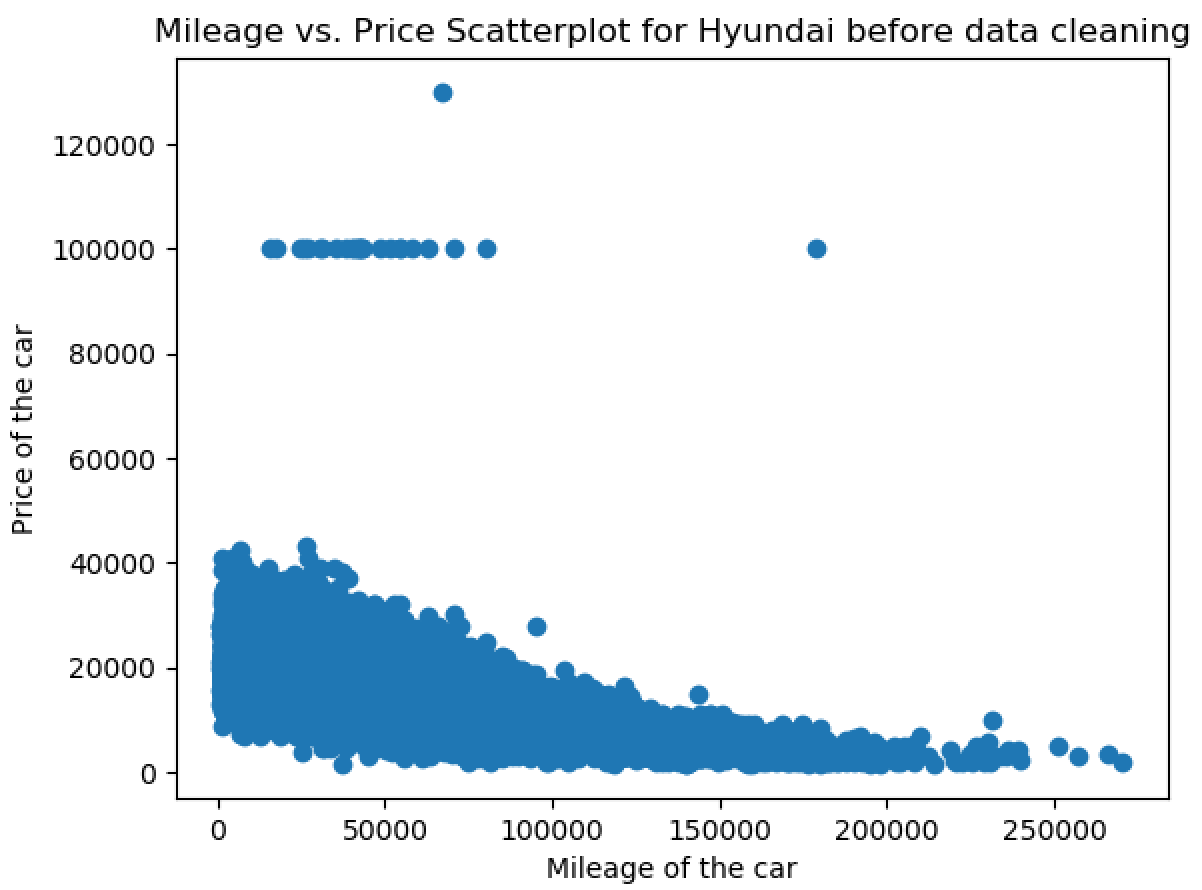 Mileage vs. Price Scatterplot for Hyundai before data cleaning
120000
100000
80000
60000
40000
20000
0
Price of the car
0 50000 100000 150000 200000 250000
Mileage of the car